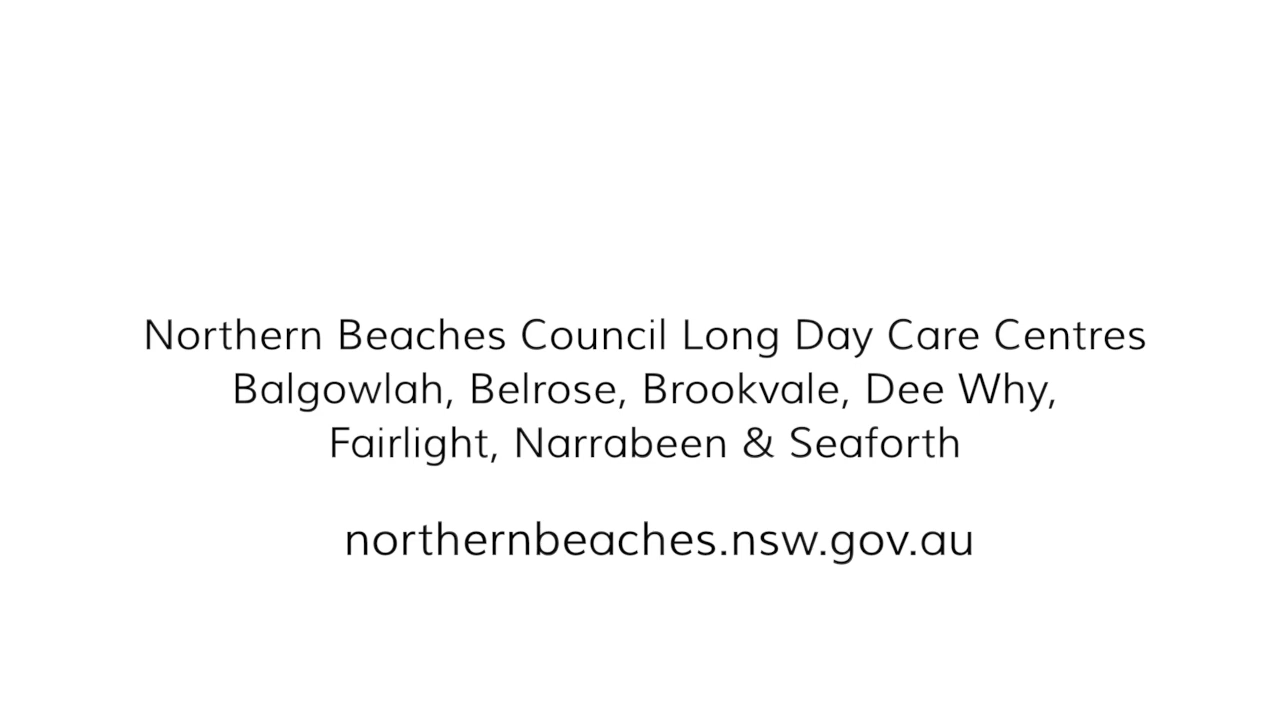 Northern Beaches Council Long Day Care Centres
Balgowlah, Belrose, Brookvale, Dee Why,
Fairlight, Narrabeen & Seaforth
northernbeaches.nsw.gov.au